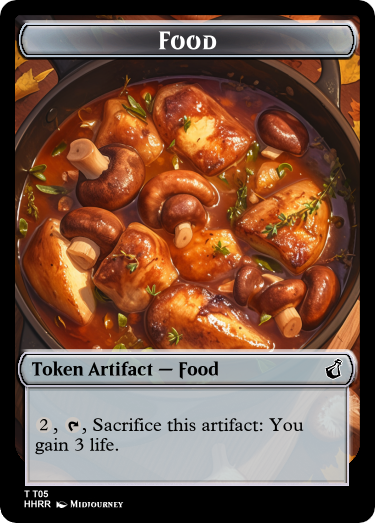 Food
Token Artifact — Food
2, , Sacrifice this artifact: You
gain 3 life.
T T05
HHRR Midjourney